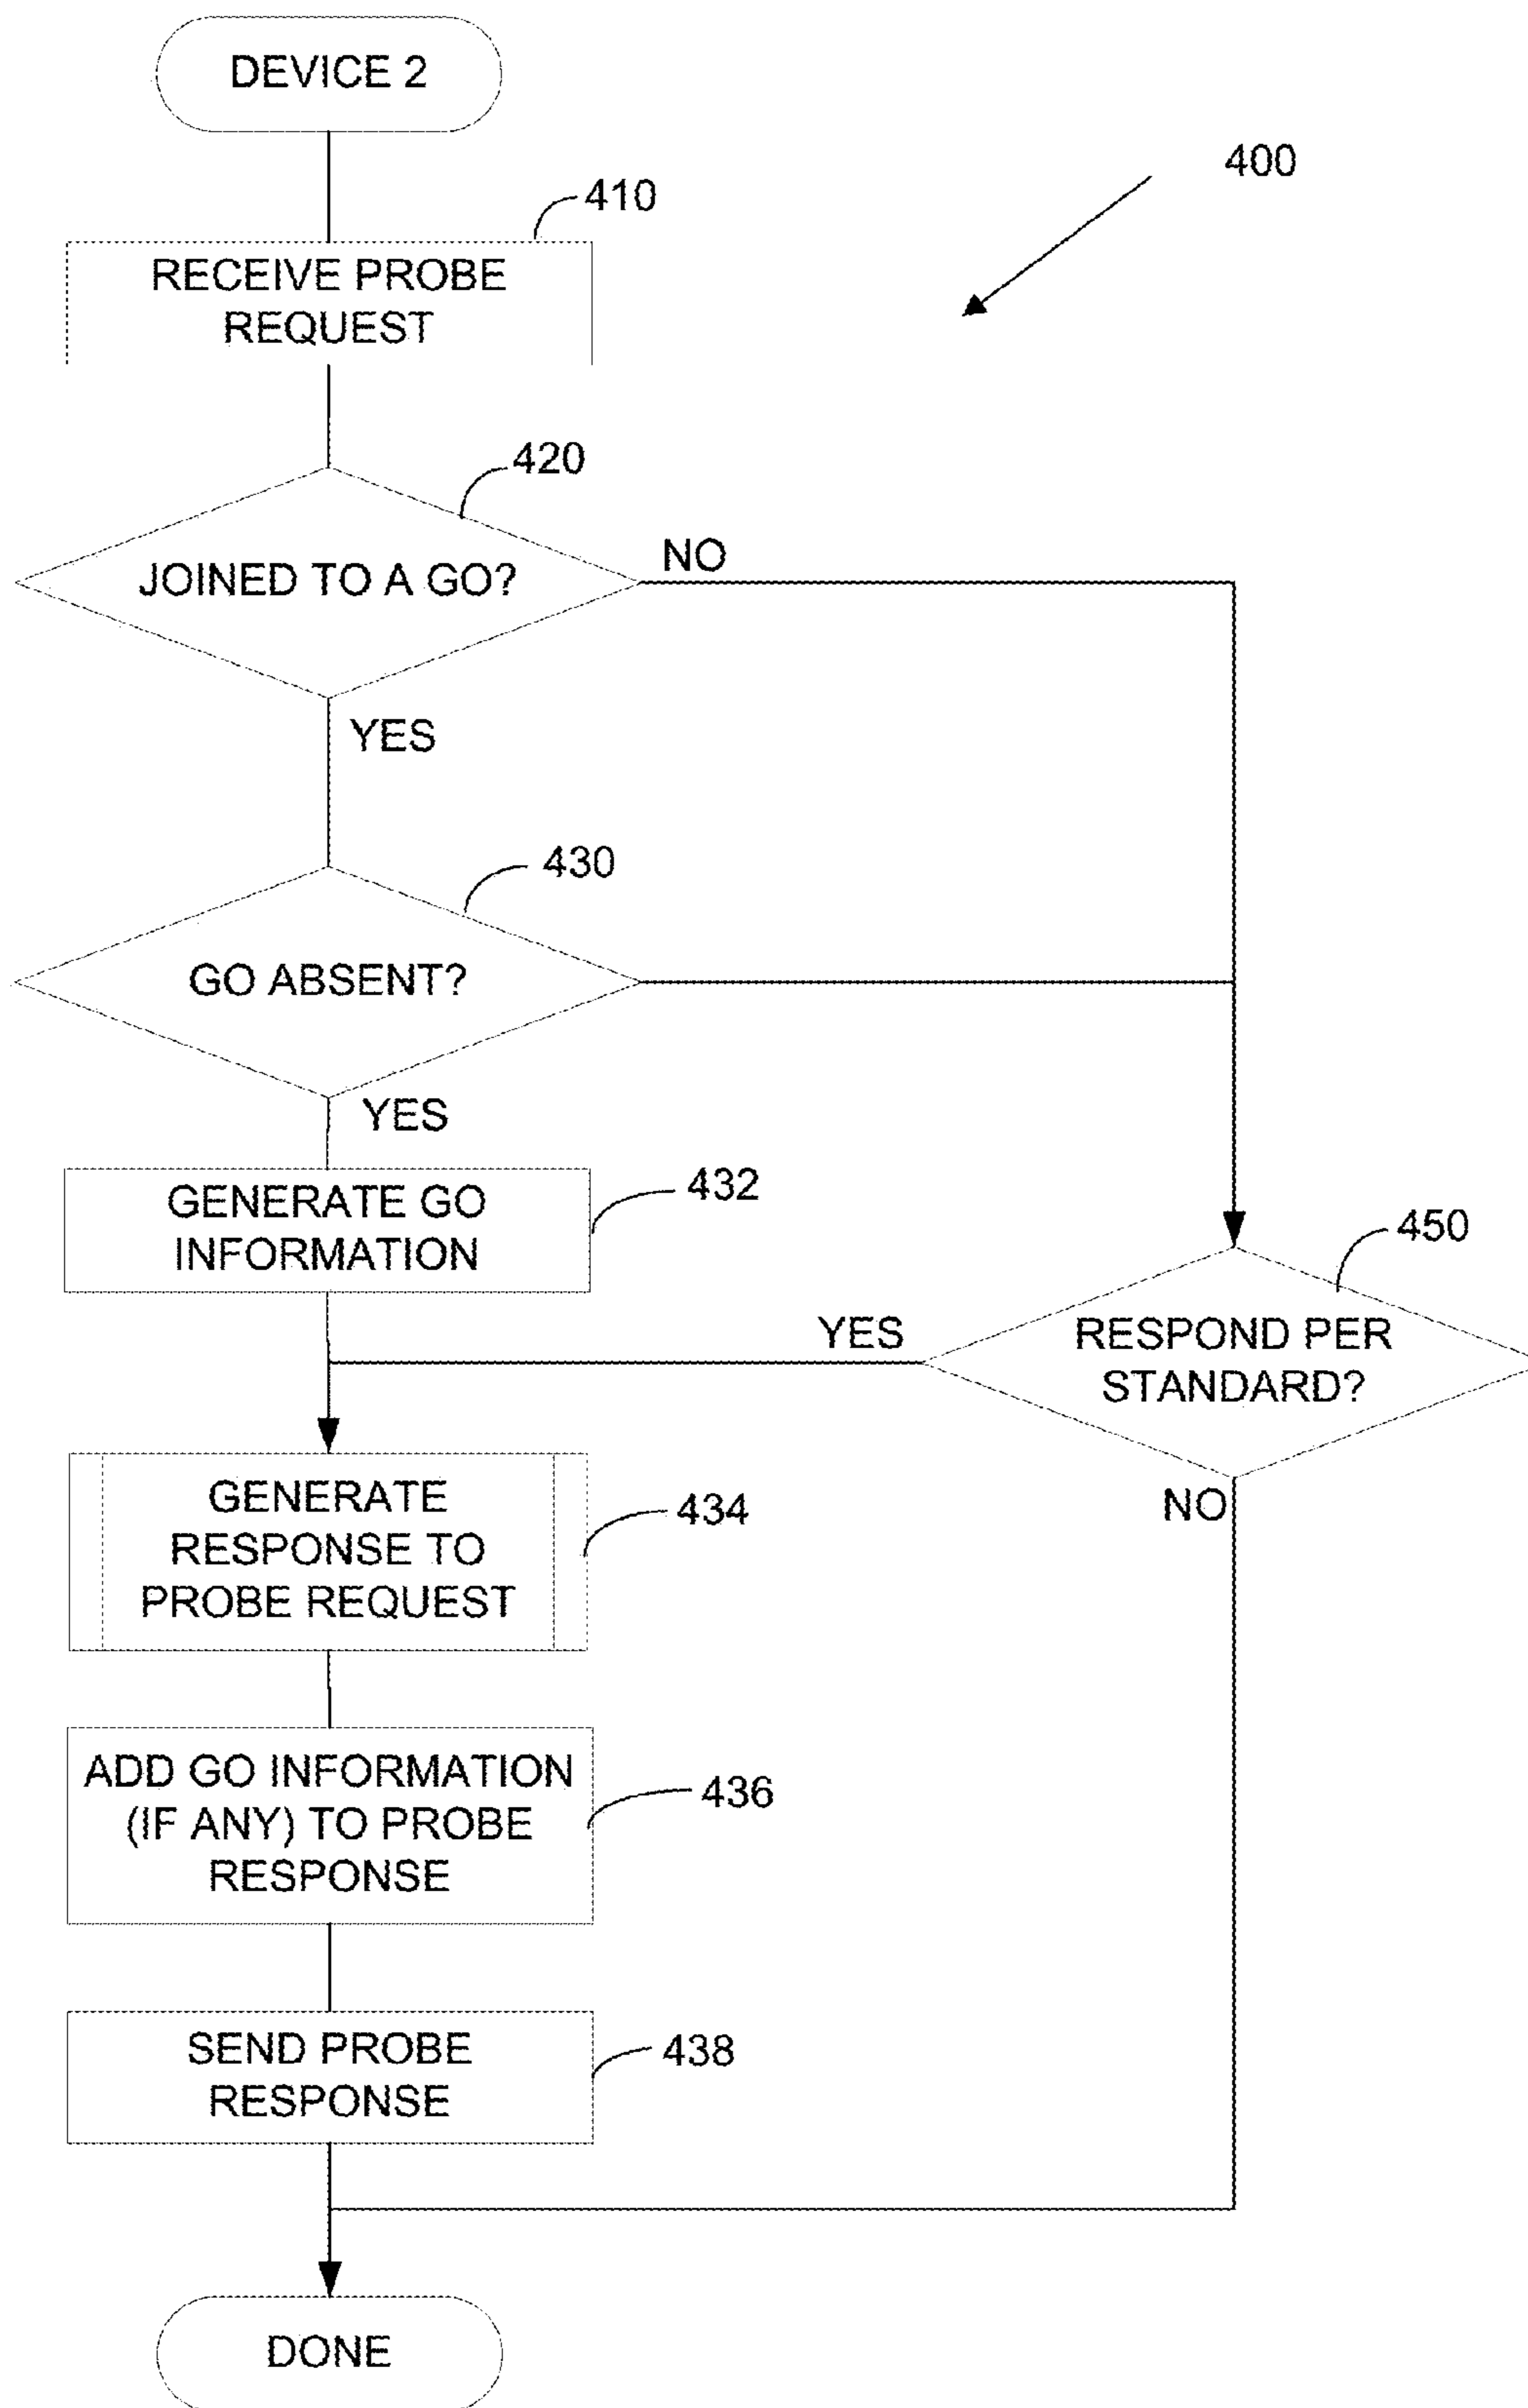 DEVICE 2
400
410
RECEIVE PROBE
REQUEST
420
JOINED TO A GO?
NO
YES
430
GO ABSENT?
YES
GENERATE GO
INFORMATION
432
450
RESPOND PER
STANDARD?
YES
NO
GENERATE
RESPONSE TO
PROBE REQUEST
434
ADD GO INFORMATION
(IF ANY) TO PROBE
RESPONSE
436
SEND PROBE
RESPONSE
438
DONE